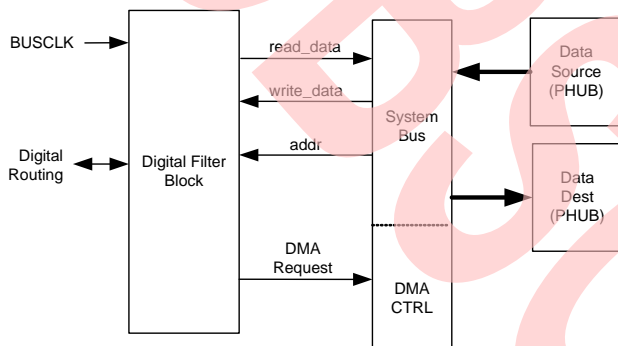 BUSCLK
Digital
Routing
Digital Filter
Block
read_data
write_data
addr
DMA
Request
System
Bus
DMA
CTRL
Data
Source
(PHUB)
Data
Dest
(PHUB)